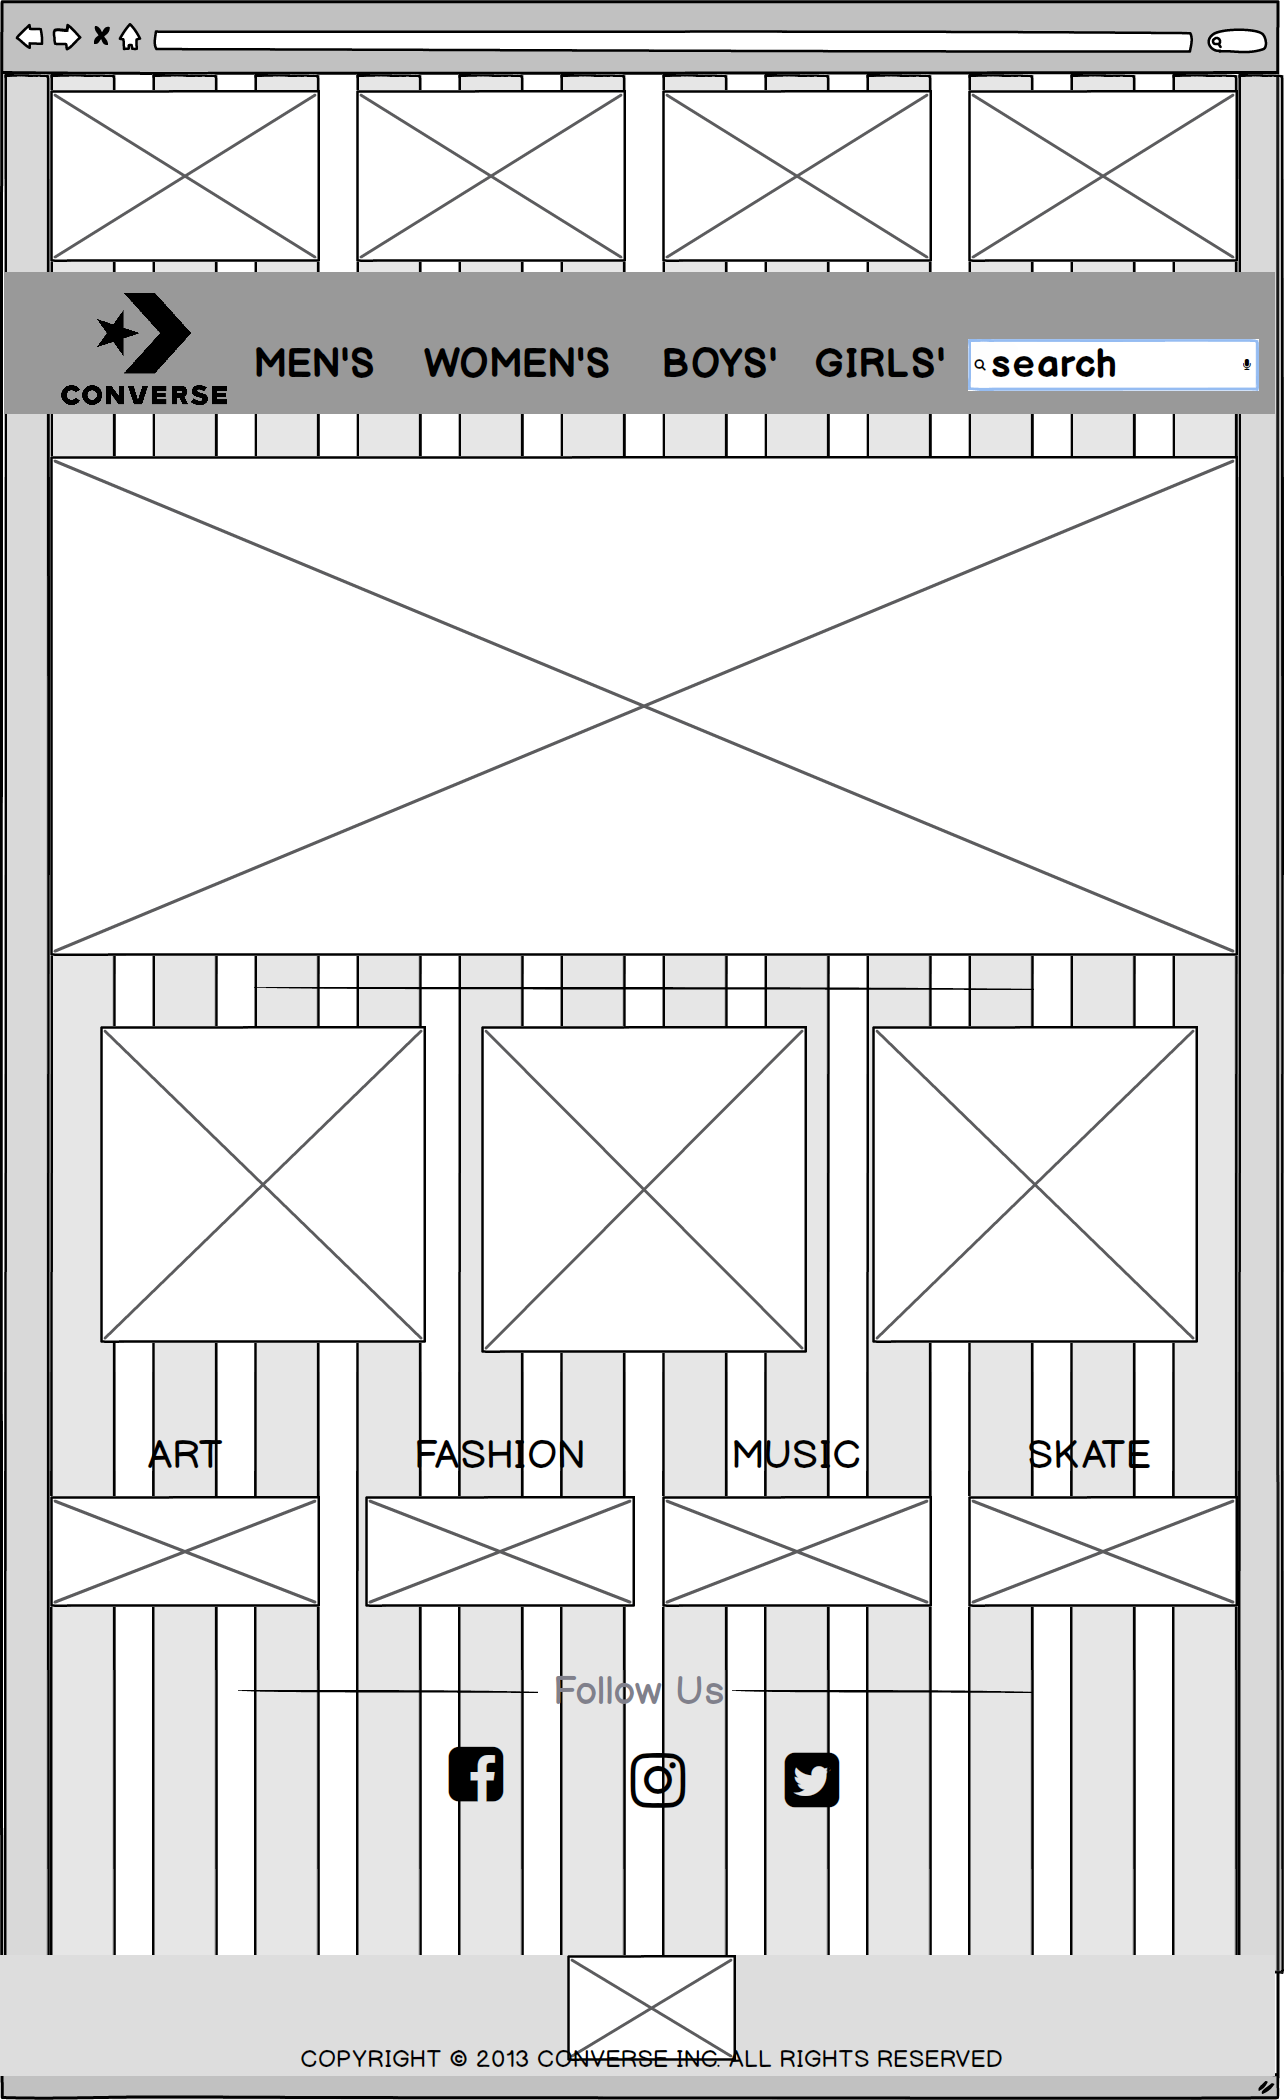 CONVERSE
MEN'S WOMEN'S BOYS' GIRLS' search
ART FASHION MUSIC SKATE
Follow Us
COPYRIGHT © 2013 CONVERSE INC. ALL RIGHTS RESERVED